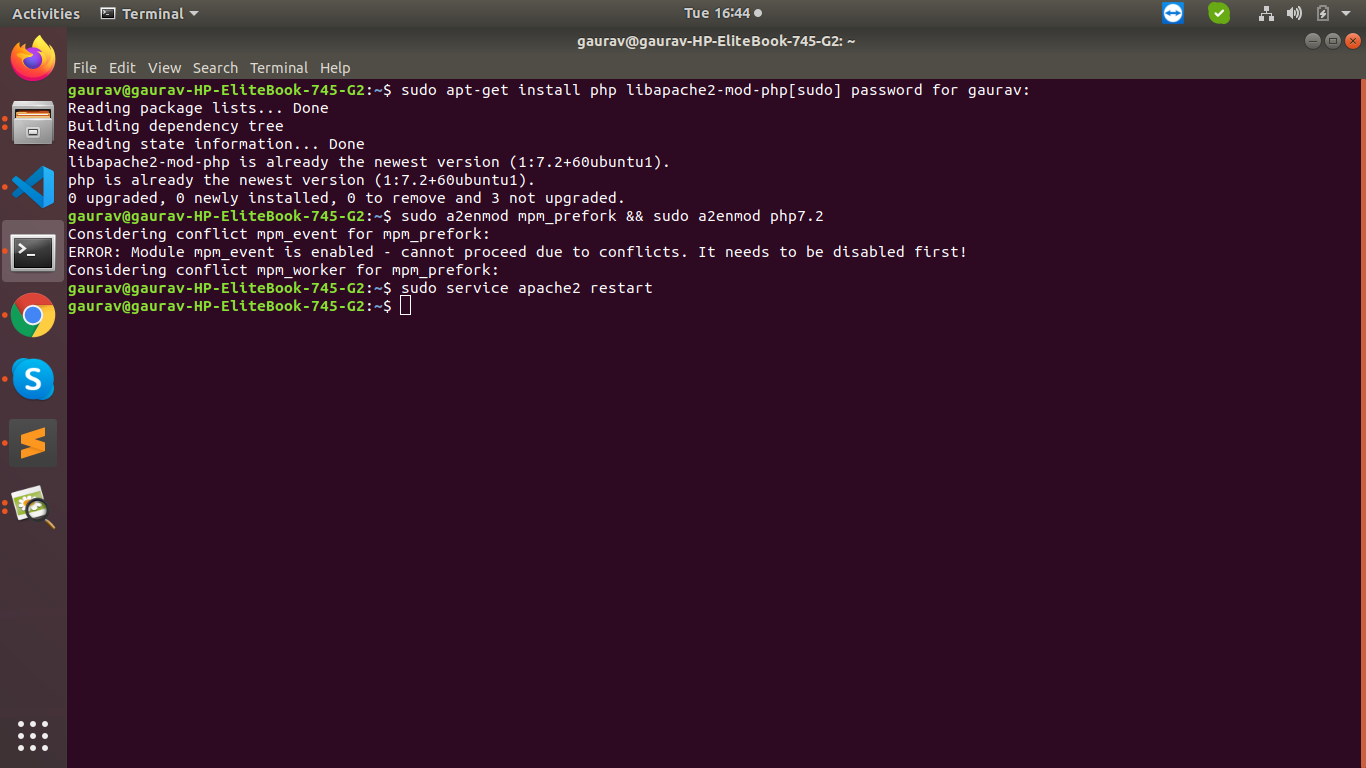 Activities Terminal Tue 16:44
gaurav@gaurav-HP-EliteBook-745-G2: ~
File Edit View Search Terminal Help
gaurav@gaurav-HP-EliteBook-745-G2:~$ sudo apt-get install php libapache2-mod-php[sudo] password for gaurav:
Reading package lists... Done
Building dependency tree
Reading state information... Done
libapache2-mod-php is already the newest version (1:7.2+60ubuntu1).
php is already the newest version (1:7.2+60ubuntu1).
0 upgraded, 0 newly installed, 0 to remove and 3 not upgraded.
gaurav@gaurav-HP-EliteBook-745-G2:~$ sudo a2enmod mpm_prefork && sudo a2enmod php7.2
Considering conflict mpm_event for mpm_prefork:
ERROR: Module mpm_event is enabled - cannot proceed due to conflicts. It needs to be disabled first!
Considering conflict mpm_worker for mpm_prefork:
gaurav@gaurav-HP-EliteBook-745-G2:~$ sudo service apache2 restart
gaurav@gaurav-HP-EliteBook-745-G2:~$